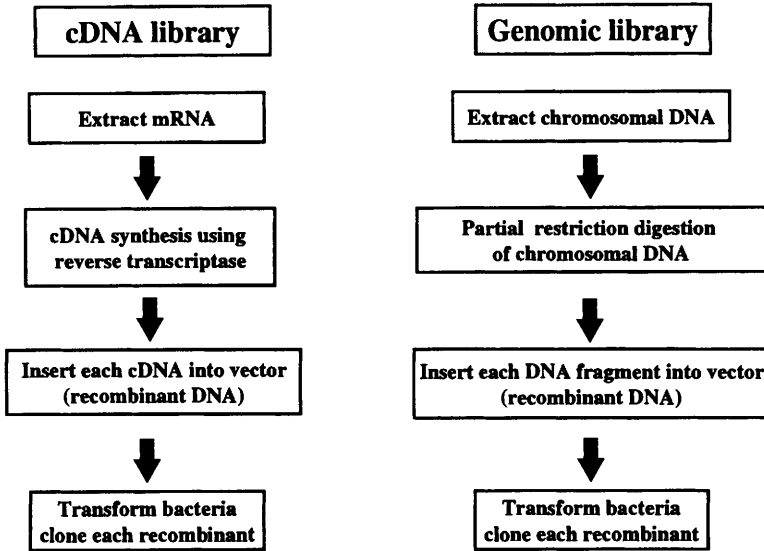 cDNA library
Extract mRNA
cDNA synthesis using
reverse transcriptase
Insert each cDNA into vector
(recombinant DNA)
Transform bacteria
clone each recombinant
Genomic library
Extract chromosomal DNA
Partial restriction digestion
of chromosomal DNA
Insert each DNA fragment into vector
(recombinant DNA)
Transform bacteria
clone each recombinant